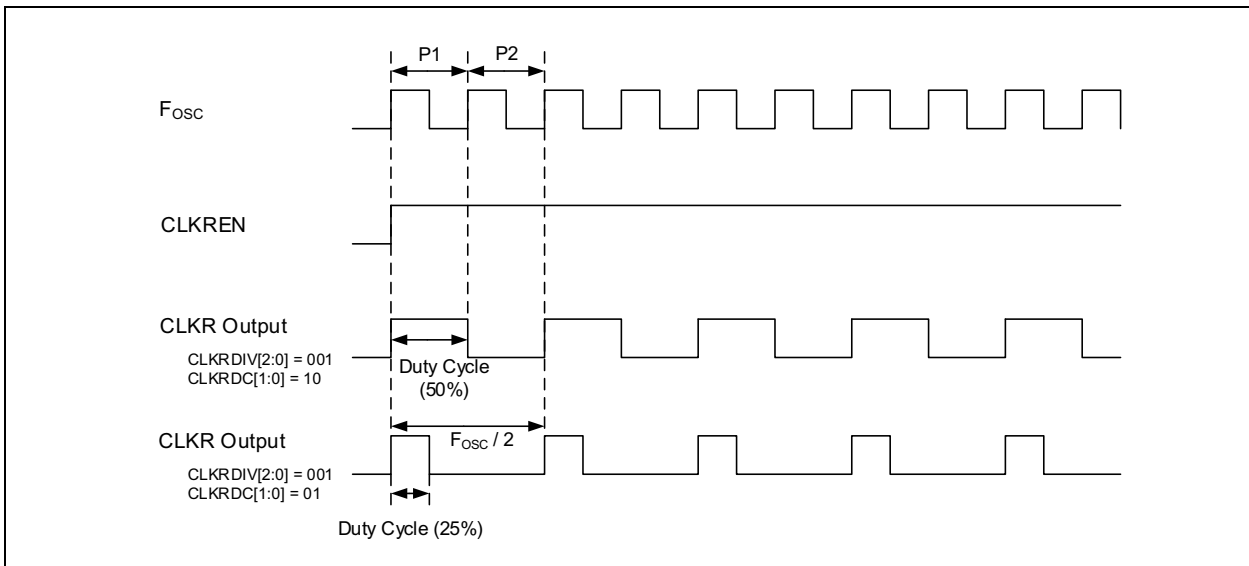 P1
P2
FOSC
CLKREN
CLKR Output
CLKRDIV[2:0] = 001
CLKRDC[1:0] = 10
Duty Cycle
(50%)
FOSC / 2
CLKR Output
CLKRDIV[2:0] = 001
CLKRDC[1:0] = 01
Duty Cycle (25%)